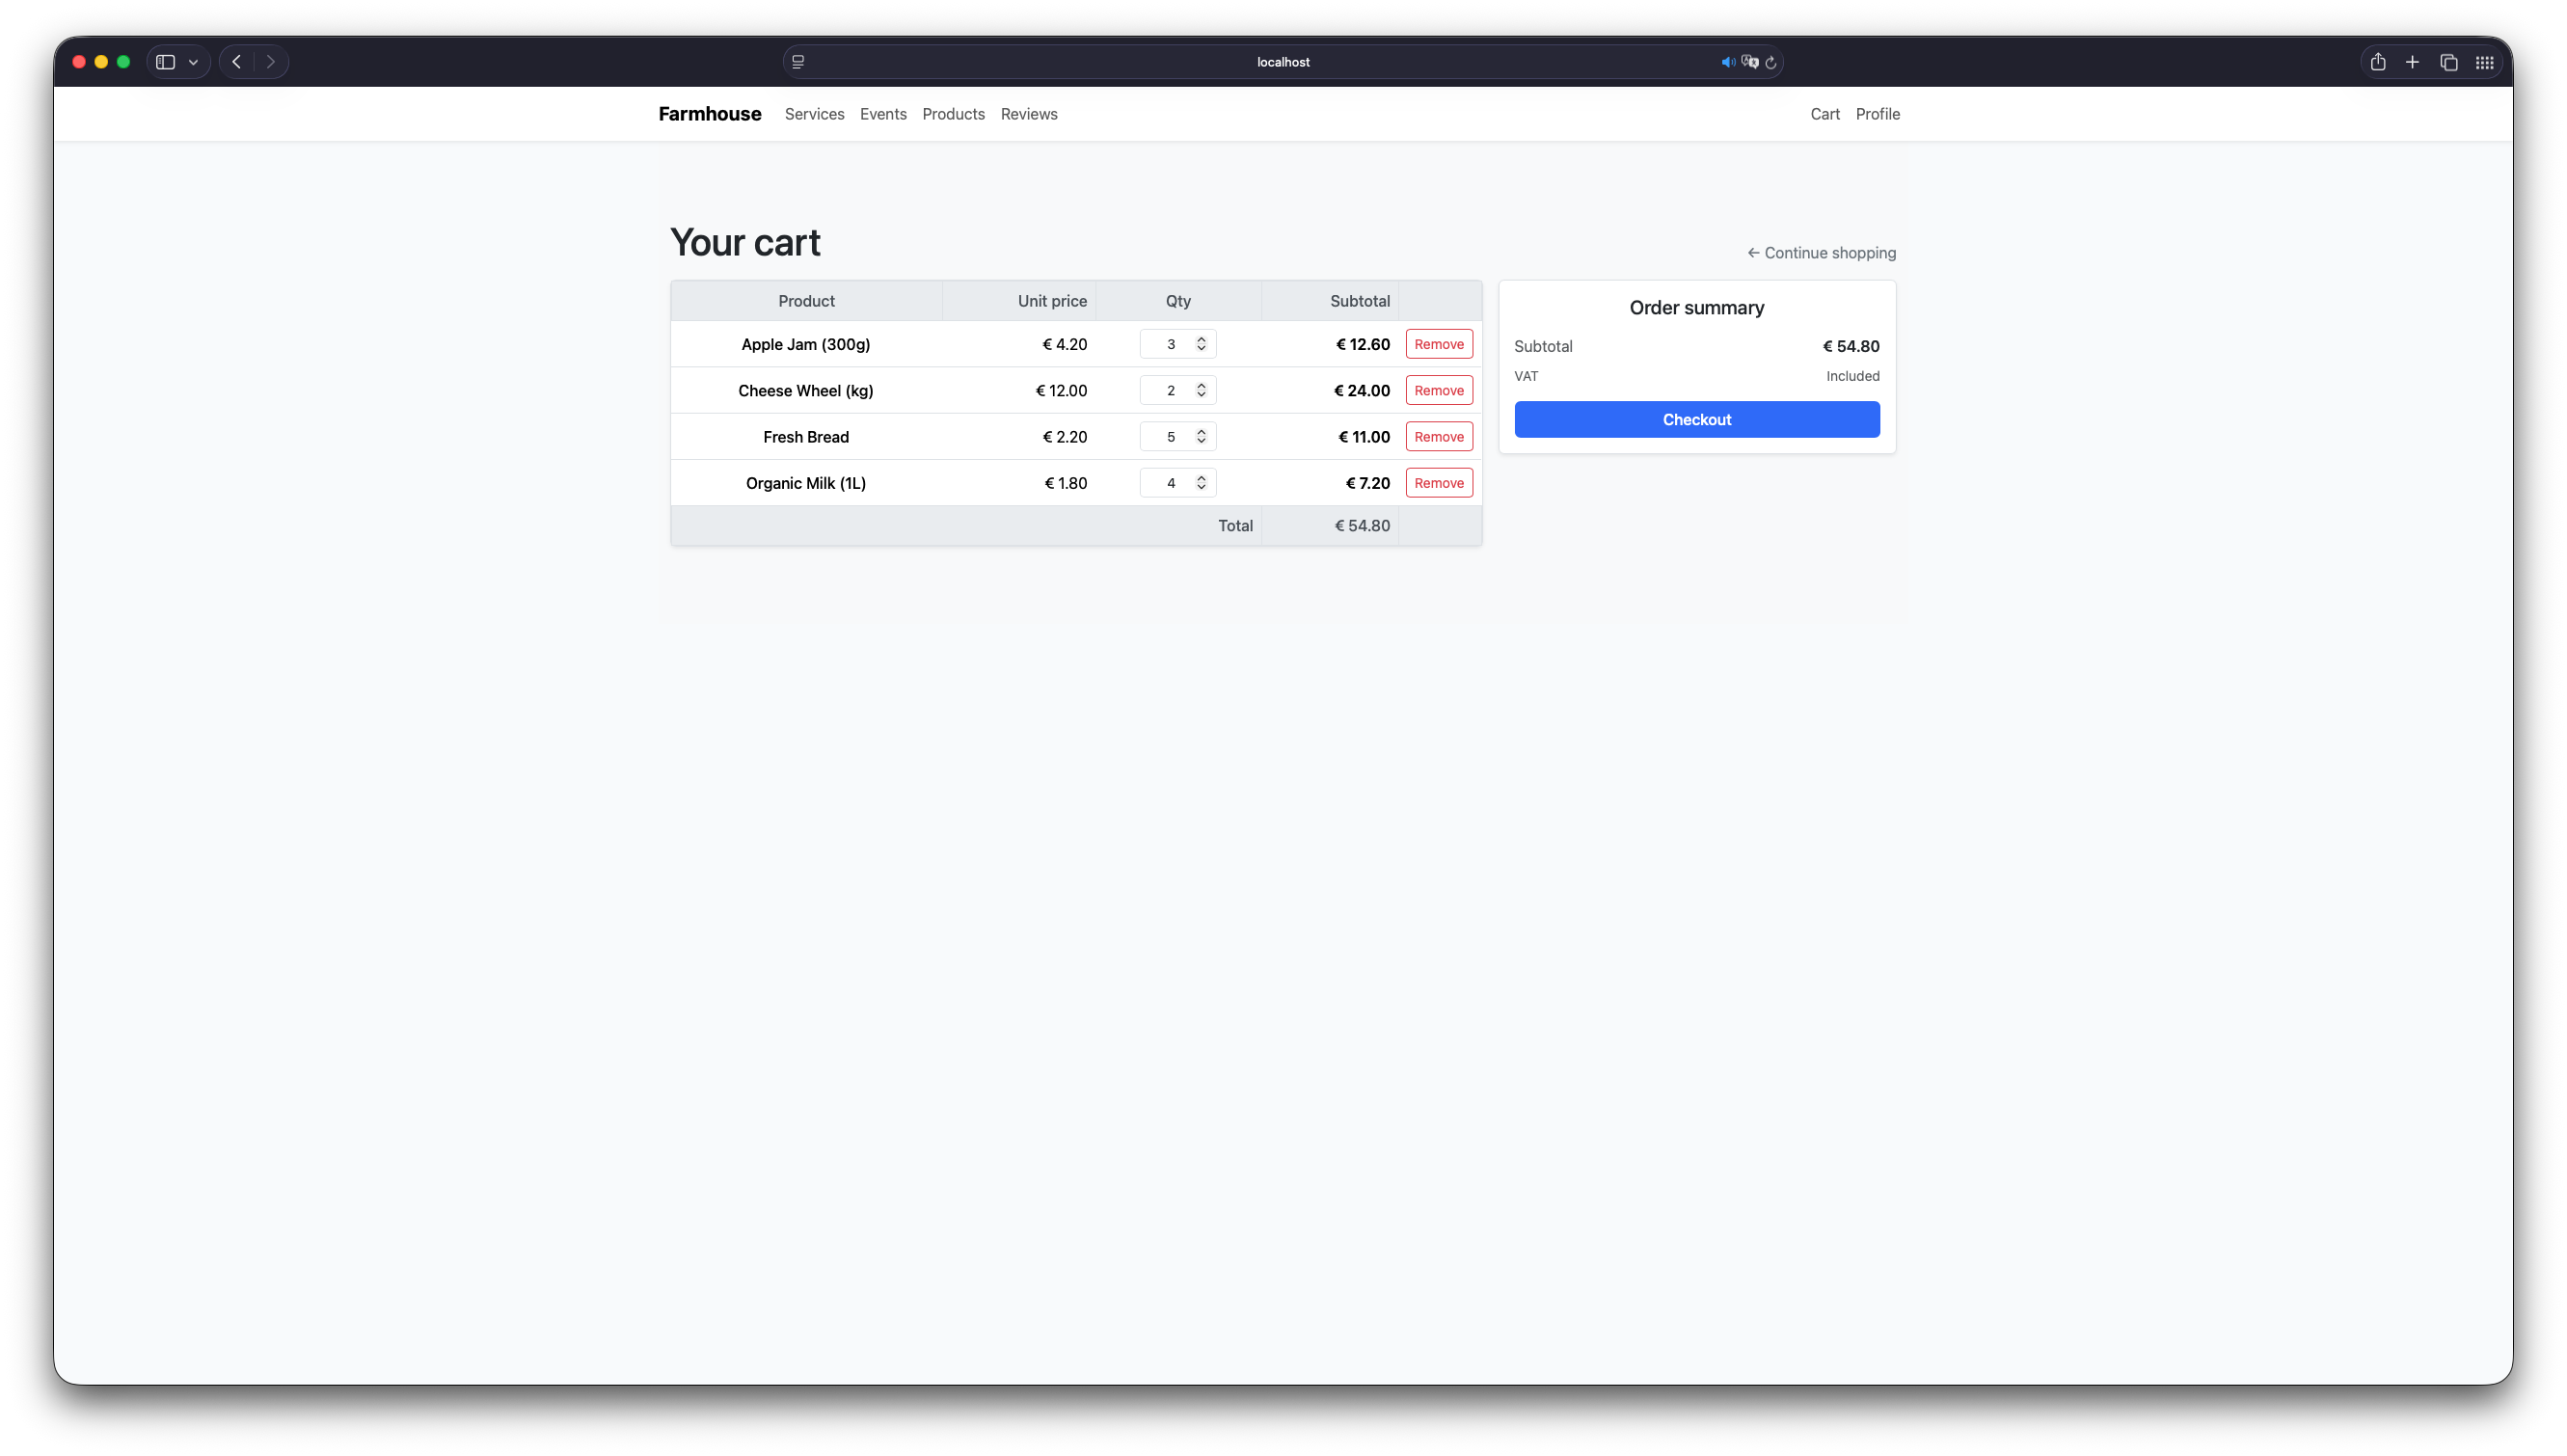 localhost
Farmhouse Services Events Products Reviews Cart Profile
Your cart
← Continue shopping
Product Unit price Qty Subtotal
Apple Jam (300g) € 4.20 3 € 12.60 Remove
Cheese Wheel (kg) € 12.00 2 € 24.00 Remove
Fresh Bread € 2.20 5 € 11.00 Remove
Organic Milk (1L) € 1.80 4 € 7.20 Remove
Total € 54.80
Order summary
Subtotal € 54.80
VAT Included
Checkout